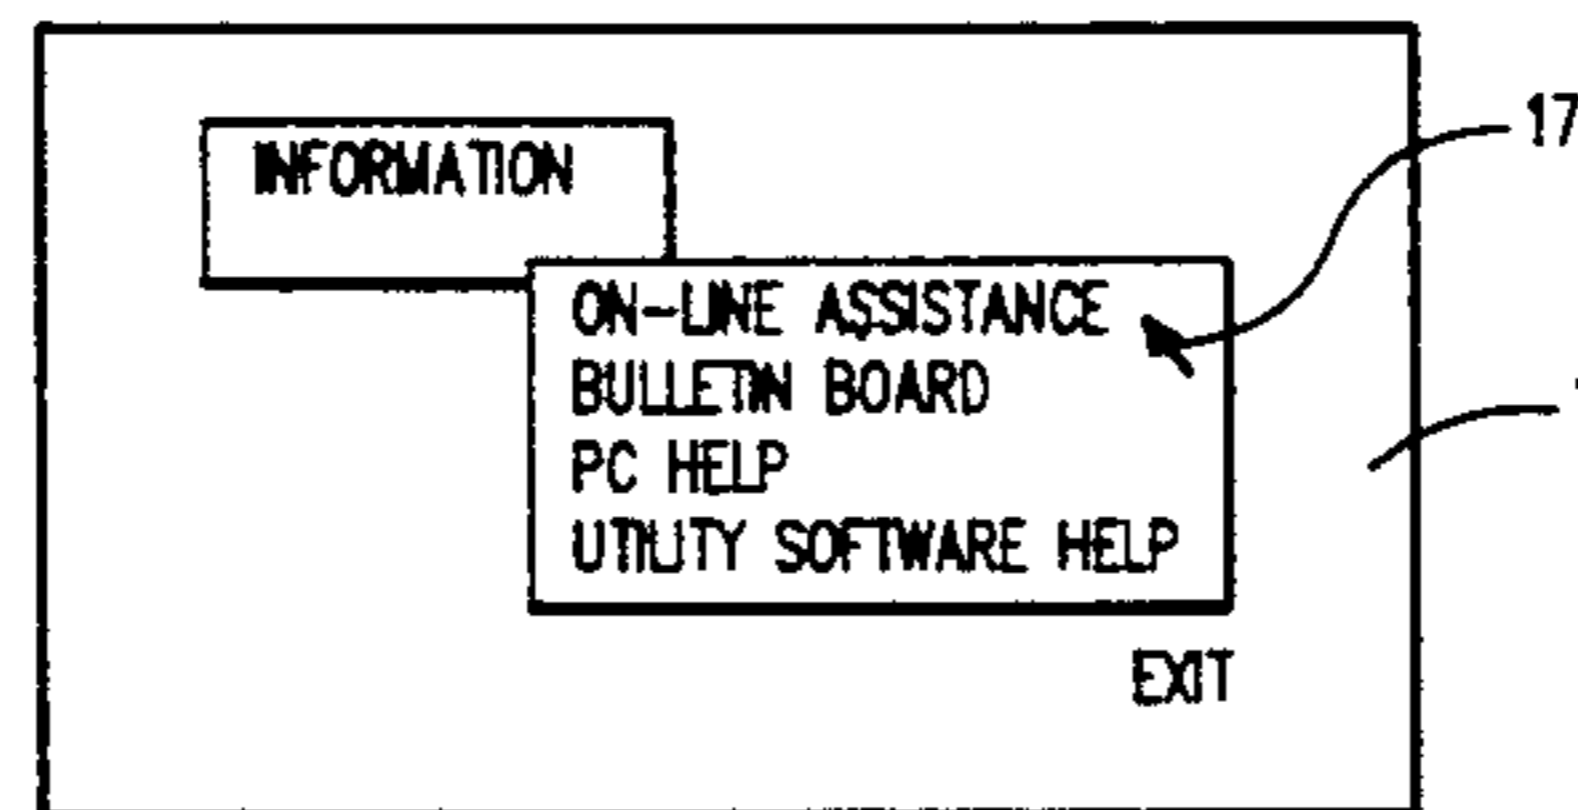 INFORMATION
17
ON-LINE ASSISTANCE
BULLETIN BOARD
PC HELP
UTILITY SOFTWARE HELP
EXIT